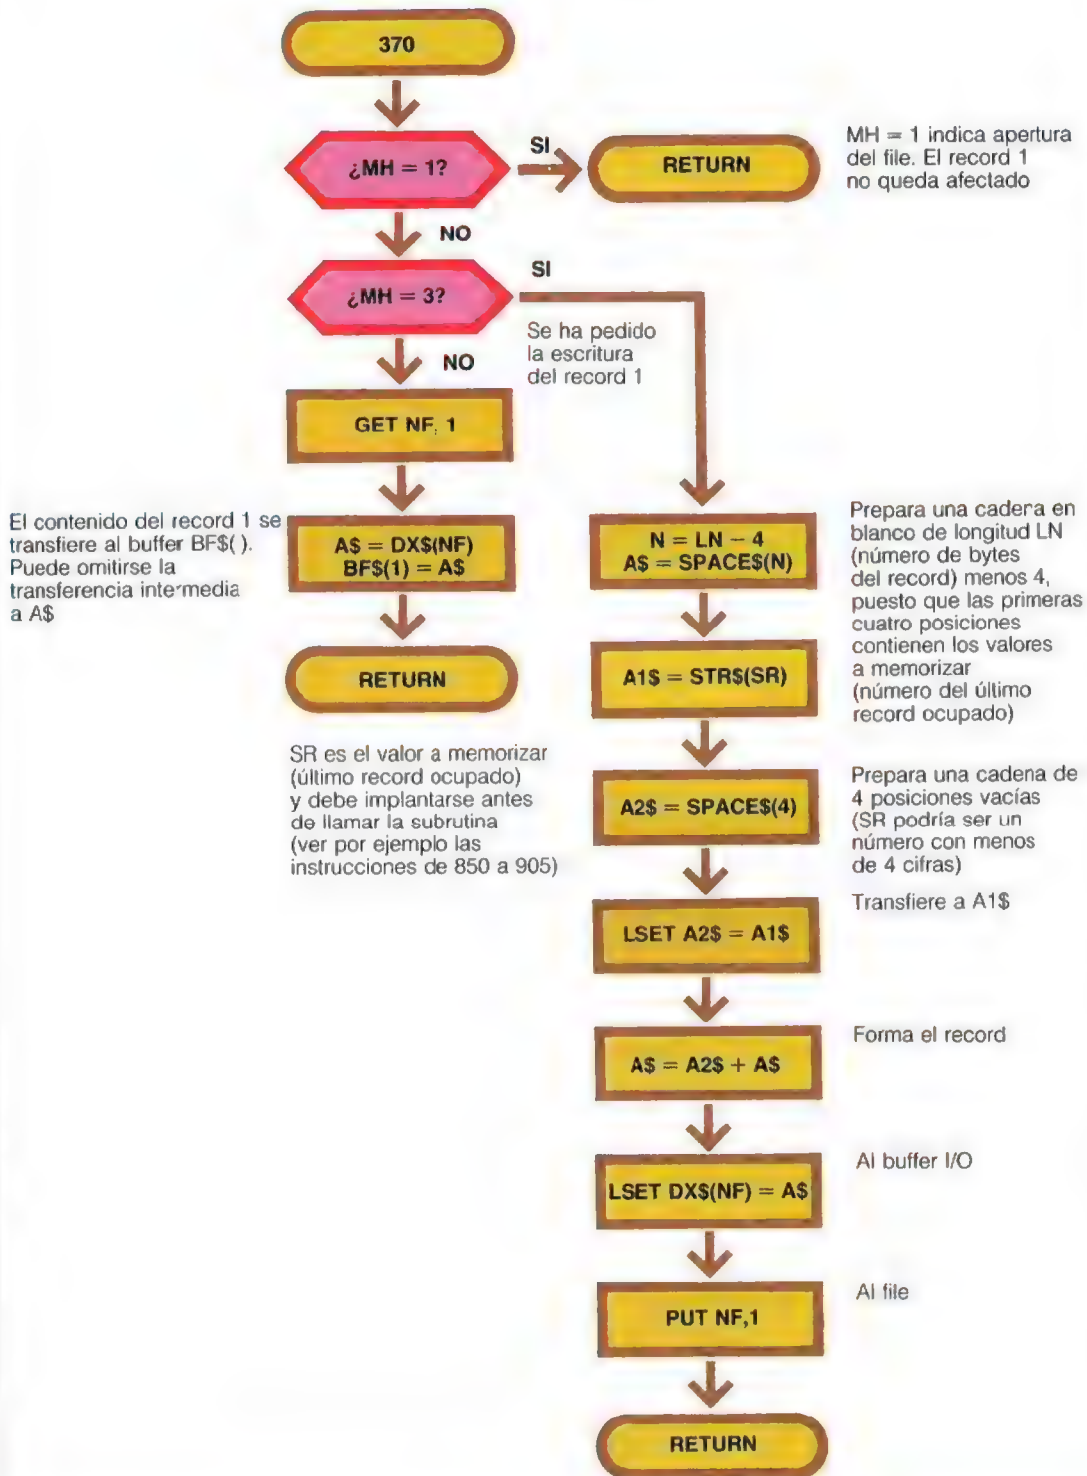 370
¿MH = 1?
SI
RETURN
MH = 1 indica apertura
del file. El record 1
no queda afectado
NO
¿MH = 3?
SI
Se ha pedido
la escritura
del record 1
NO
GET NF, 1
El contenido del record 1 se
transfiere al buffer BF$( ).
Puede omitirse la
transferencia intermedia
a A$
A$ = DX$(NF)
BF$(1) = A$
RETURN
SR es el valor a memorizar
(último record ocupado)
y debe implantarse antes
de llamar la subrutina
(ver por ejemplo las
instrucciones de 850 a 905)
N = LN – 4
A$ = SPACE$(N)
Prepara una cadera en
blanco de longitud LN
(número de bytes
del record) menos 4,
puesto que las primeras
cuatro posiciones
contienen los valores
a memorizar
(número del último
record ocupado)
A1$ = STR$(SR)
A2$ = SPACE$(4)
Prepara una cadena de
4 posiciones vacías
(SR podría ser un
número con menos
de 4 cifras)
LSET A2$ = A1$
Transfiere a A1$
A$ = A2$ + A$
Forma el record
LSET DX$(NF) = A$
Al buffer I/O
PUT NF,1
Al file
RETURN